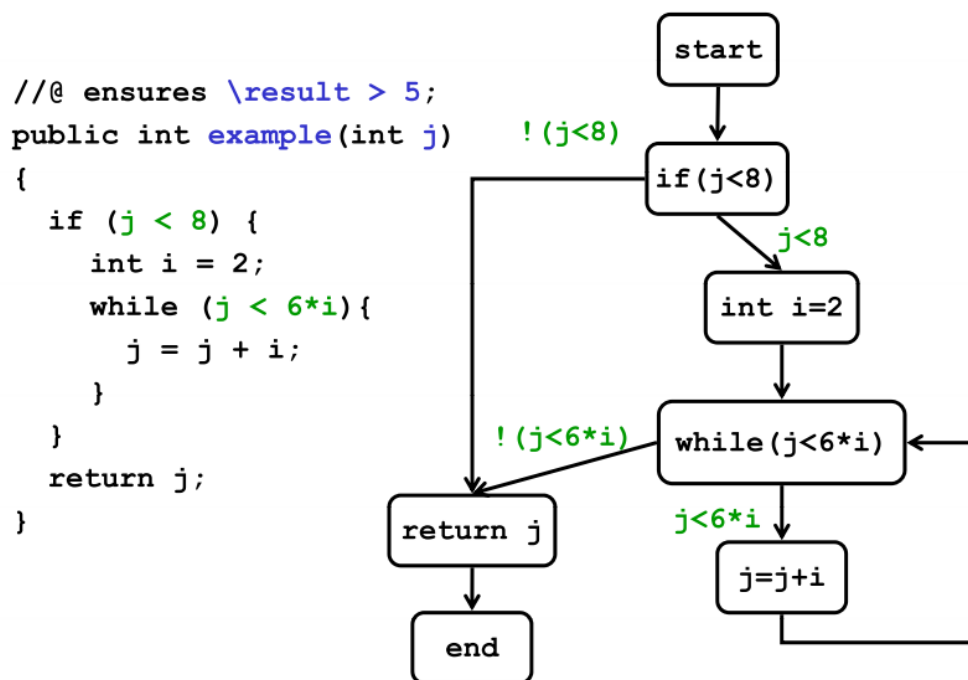 //@ ensures \result > 5;
public int example(int j)
{
if (j < 8) {
int i = 2;
while (j < 6*i){
j = j + i;
}
}
return j;
}
start
!(j<8)
if(j<8)
j<8
int i=2
!(j<6*i)
while(j<6*i)
return j
j<6*i
j=j+i
end